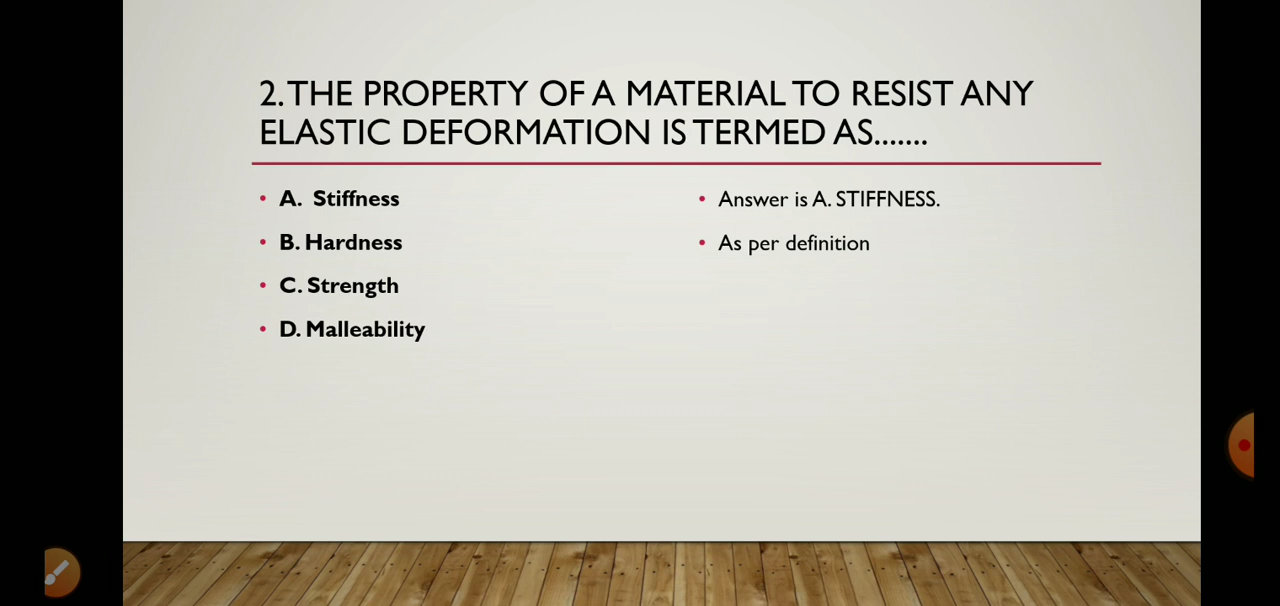 2. THE PROPERTY OF A MATERIAL TO RESIST ANY
ELASTIC DEFORMATION IS TERMED AS.......
• A. Stiffness
• B. Hardness
• C. Strength
• D. Malleability
• Answer is A. STIFFNESS.
• As per definition